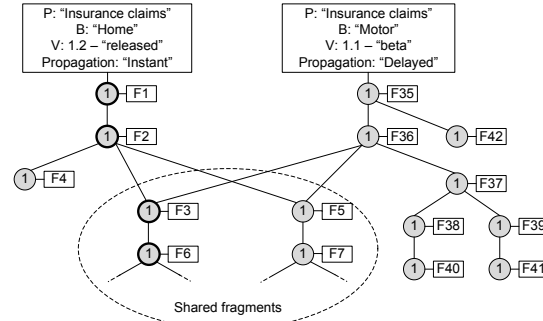 P: “Insurance claims”
B: “Home”
V: 1.2 – “released”
Propagation: “Instant”
P: “Insurance claims”
B: “Motor”
V: 1.1 – “beta”
Propagation: “Delayed”
1 F1
1 F35
1 F2
1 F36
1 F42
1 F4
1 F37
1 F3
1 F5
1 F38
1 F39
1 F6
1 F7
1 F40
1 F41
Shared fragments